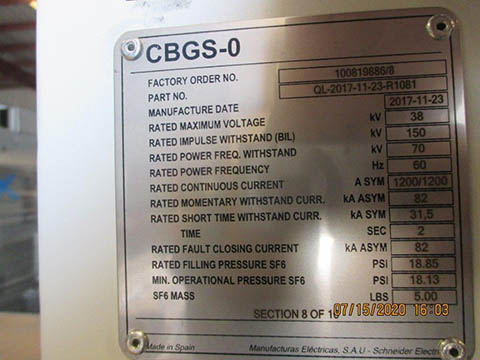 CBGS-0
FACTORY ORDER NO. 100819886/8
PART NO. QL-2017-11-23-R1081
MANUFACTURE DATE 2017-11-23
RATED MAXIMUM VOLTAGE kV 38
RATED IMPULSE WITHSTAND (BIL) kV 150
RATED POWER FREQ. WITHSTAND kV 70
RATED POWER FREQUENCY Hz 60
RATED CONTINUOUS CURRENT A SYM 1200/1200
RATED MOMENTARY WITHSTAND CURR. kA ASYM 82
RATED SHORT TIME WITHSTAND CURR. kA SYM 31,5
TIME SEC 2
RATED FAULT CLOSING CURRENT kA ASYM 82
RATED FILLING PRESSURE SF6 PSI 18.85
MIN. OPERATIONAL PRESSURE SF6 PSI 18.13
SF6 MASS LBS 5.00
SECTION 8 OF
07/15/2020 16:03
Made in Spain Manufacturas Eléctricas, S.A.U - Schneider Electric